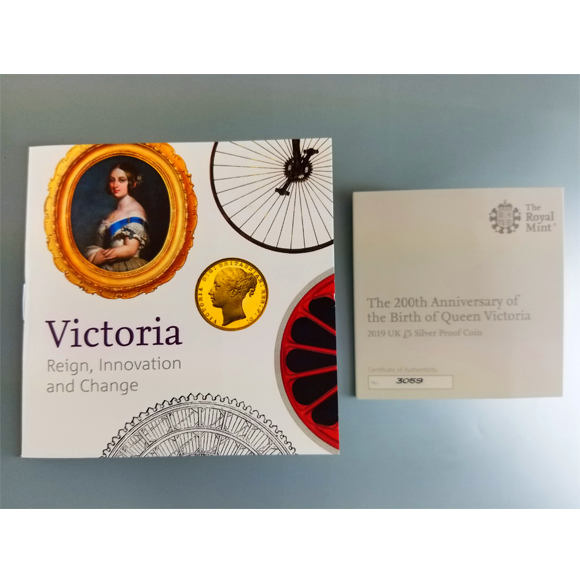 Victoria
Reign, Innovation
and Change
The
Royal
Mint
The 200th Anniversary of
the Birth of Queen Victoria
2019 UK £5 Silver Proof Coin
Certificate of Authenticity
No. 3059